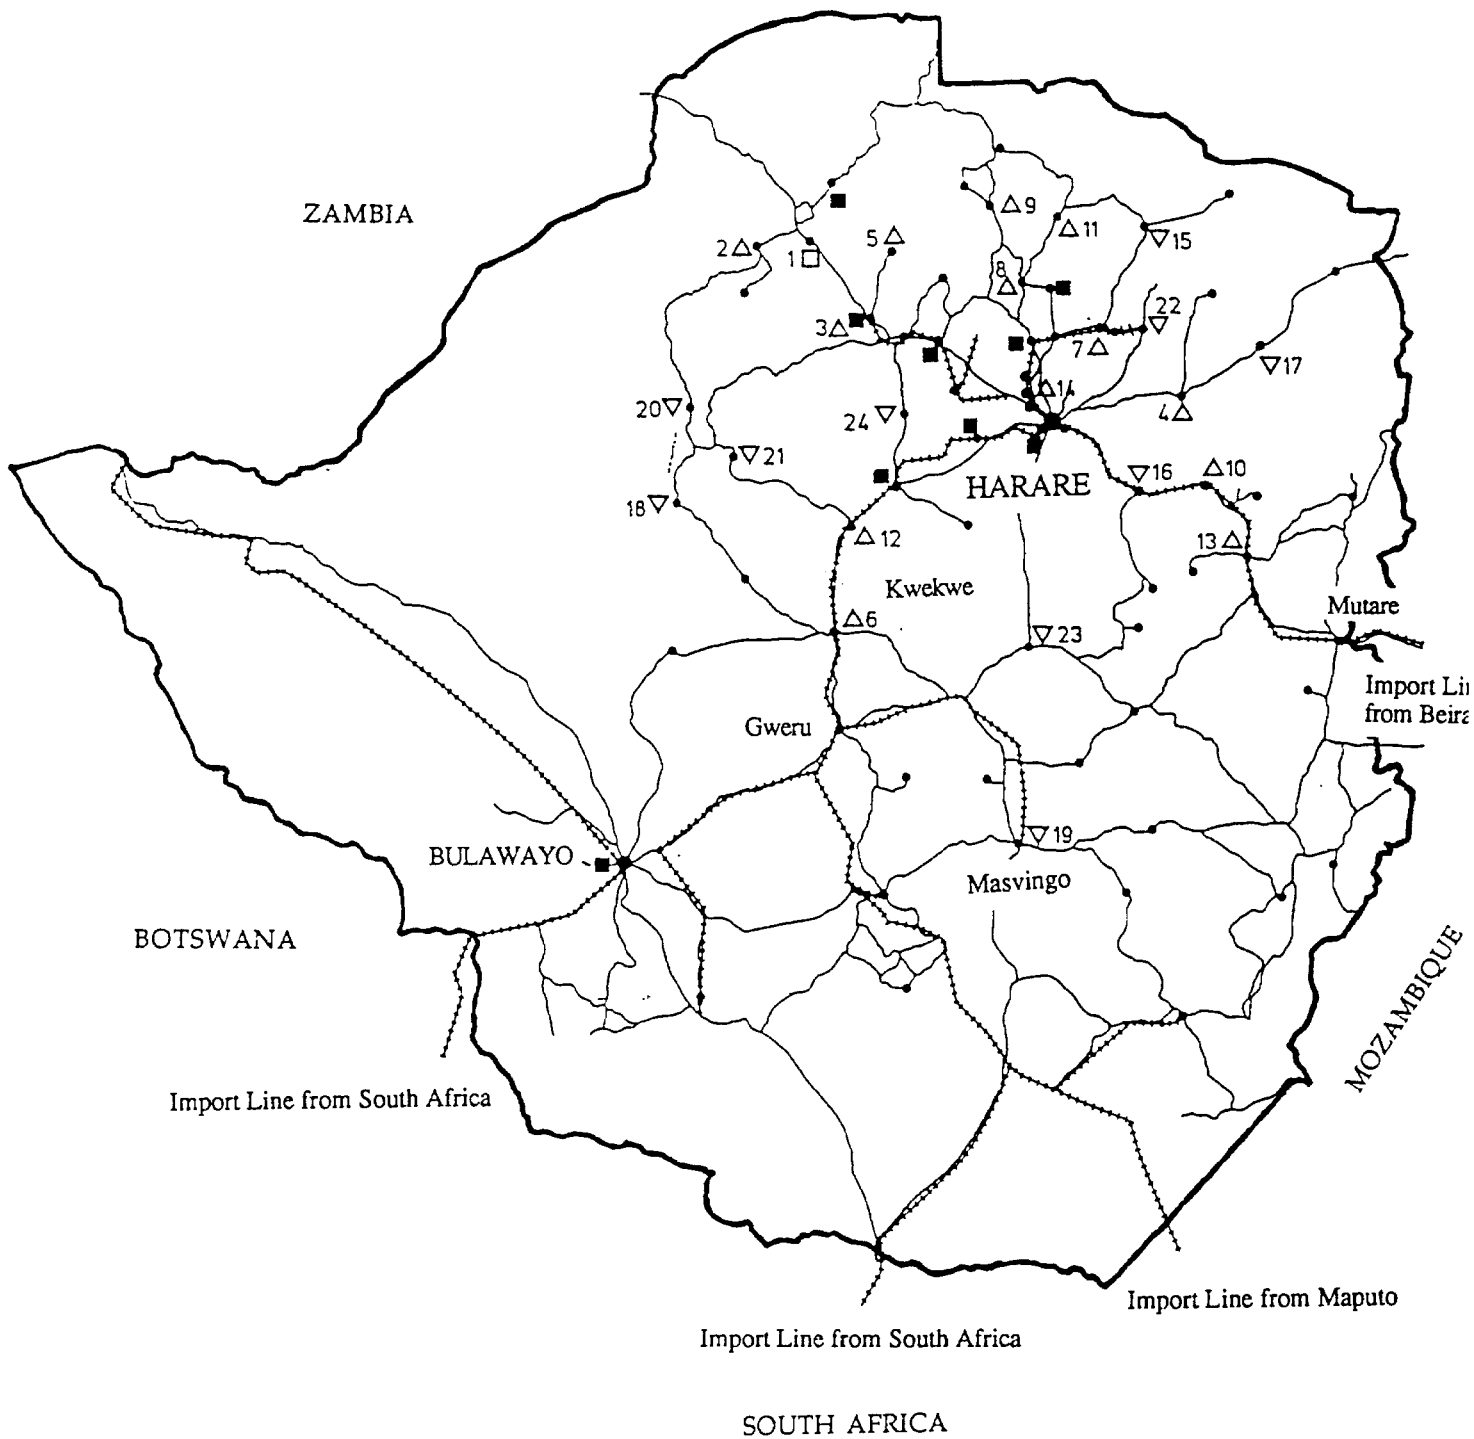 ZAMBIA
9
11
15
2
5
1
8
22
3
7
17
14
20
24
4
21
HARARE
16
10
18
12
13
Kwekwe
Mutare
6
23
Import Li
from Beira
Gweru
19
BULAWAYO
Masvingo
BOTSWANA
MOZAMBIQUE
Import Line from South Africa
Import Line from Maputo
Import Line from South Africa
SOUTH AFRICA